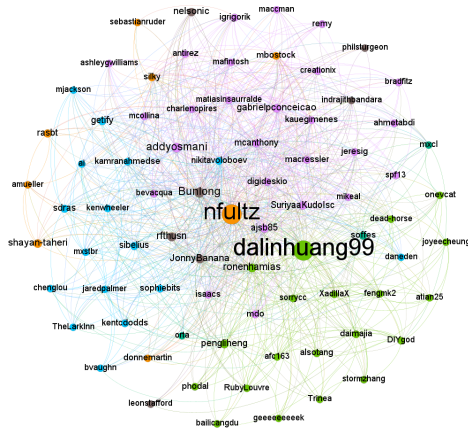 maccman
nelsonic
igrigorik
sebastianruder
remy
antirez
mafintosh
mbostock
philsturgeon
ashleygwilliams
silky
creationix
bradfitz
mjackson
matiasinsaurralde
charlenopires
gabrielpconceicao
indrajithbandara
mcollina
kauegimenes
getify
ahmetabdi
rasbt
addyosmani
mcanthony
mxcl
jeresig
kamranahmedse
nikitavoloboev
macressler
spf13
amueller
digideskio
bevacqua
Bunlong
mikeal
onevcat
sdras
kenwheeler
SuriyaaKudoIsc
nfultz
dead-horse
ajsb85
rfthusn
soffes
joyeecheung
shayan-taheri
sibelius
dalinhuang99
daneden
mxstbr
JonnyBanana
ronenhamias
chenglou
jaredpalmer
sophiebits
isaacs
sorrycc
XadillaX
fengmk2
atian25
TheLarkInn
kentcdodds
mdo
orta
daimajia
DIYgod
pengzheng
bvaughn
donnemartin
afc163
alsotang
stormzhang
phodal
RubyLouvre
Trinea
leonstafford
geeeeeeeeek
bailicangdu